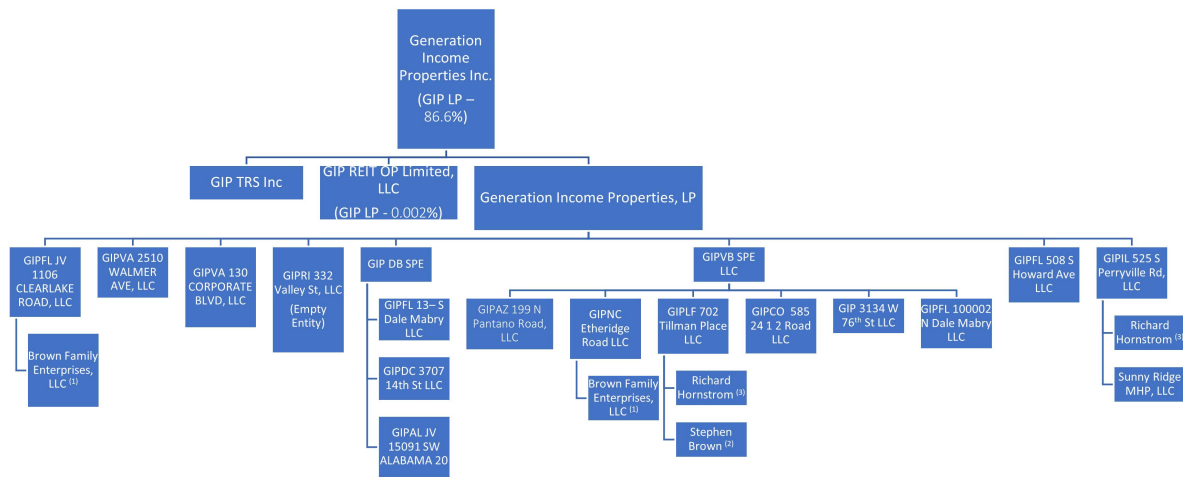 Generation
Income
Properties Inc.
(GIP LP –
86.6%)
GIP TRS Inc
GIP REIT OP Limited,
LLC
(GIP LP - 0.002%)
Generation Income Properties, LP
GIPFL JV
1106
CLEARLAKE
ROAD, LLC
Brown Family
Enterprises,
LLC (1)
GIPVA 2510
WALMER
AVE, LLC
GIPVA 130
CORPORATE
BLVD, LLC
GIPRI 332
Valley St, LLC
(Empty
Entity)
GIP DB SPE
GIPFL 13– S
Dale Mabry
LLC
GIPDC 3707
14th St LLC
GIPAL JV
15091 SW
ALABAMA 20
GIPVB SPE
LLC
GIPAZ 199 N
Pantano Road,
LLC
GIPNC
Etheridge
Road LLC
Brown Family
Enterprises,
LLC (1)
GIPLF 702
Tillman Place
LLC
Richard
Hornstrom (3)
Stephen
Brown (2)
GIPCO 585
24 1 2 Road
LLC
GIP 3134 W
76th St LLC
GIPFL 100002
N Dale Mabry
LLC
GIPFL 508 S
Howard Ave
LLC
GIPIL 525 S
Perryville Rd,
LLC
Richard
Hornstrom (3)
Sunny Ridge
MHP, LLC